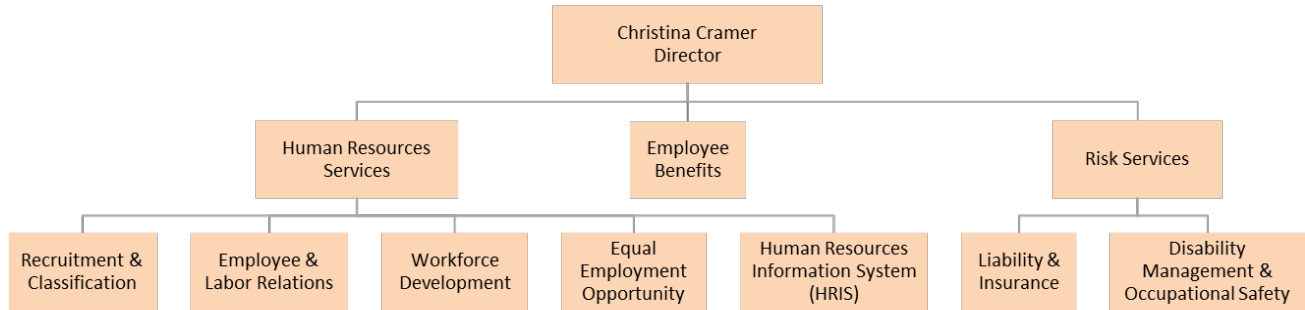 Christina Cramer
Director
Human Resources
Services
Employee
Benefits
Risk Services
Recruitment &
Classification
Employee &
Labor Relations
Workforce
Development
Equal
Employment
Opportunity
Human Resources
Information System
(HRIS)
Liability &
Insurance
Disability
Management &
Occupational Safety